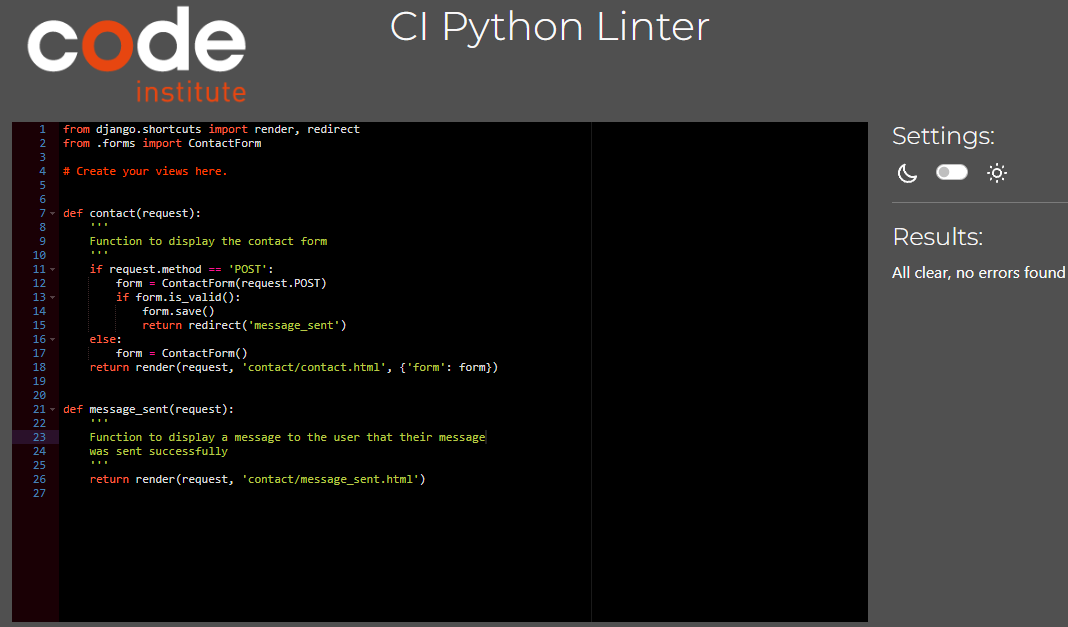 code
institute
CI Python Linter
1 from django.shortcuts import render, redirect
2 from .forms import ContactForm
3
4 # Create your views here.
5
6
7 def contact(request):
8     '''
9     Function to display the contact form
10     '''
11     if request.method == 'POST':
12         form = ContactForm(request.POST)
13         if form.is_valid():
14             form.save()
15             return redirect('message_sent')
16     else:
17         form = ContactForm()
18     return render(request, 'contact/contact.html', {'form': form})
19
20
21 def message_sent(request):
22     '''
23     Function to display a message to the user that their message
24     was sent successfully
25     '''
26     return render(request, 'contact/message_sent.html')
27
Settings:
Results:
All clear, no errors found